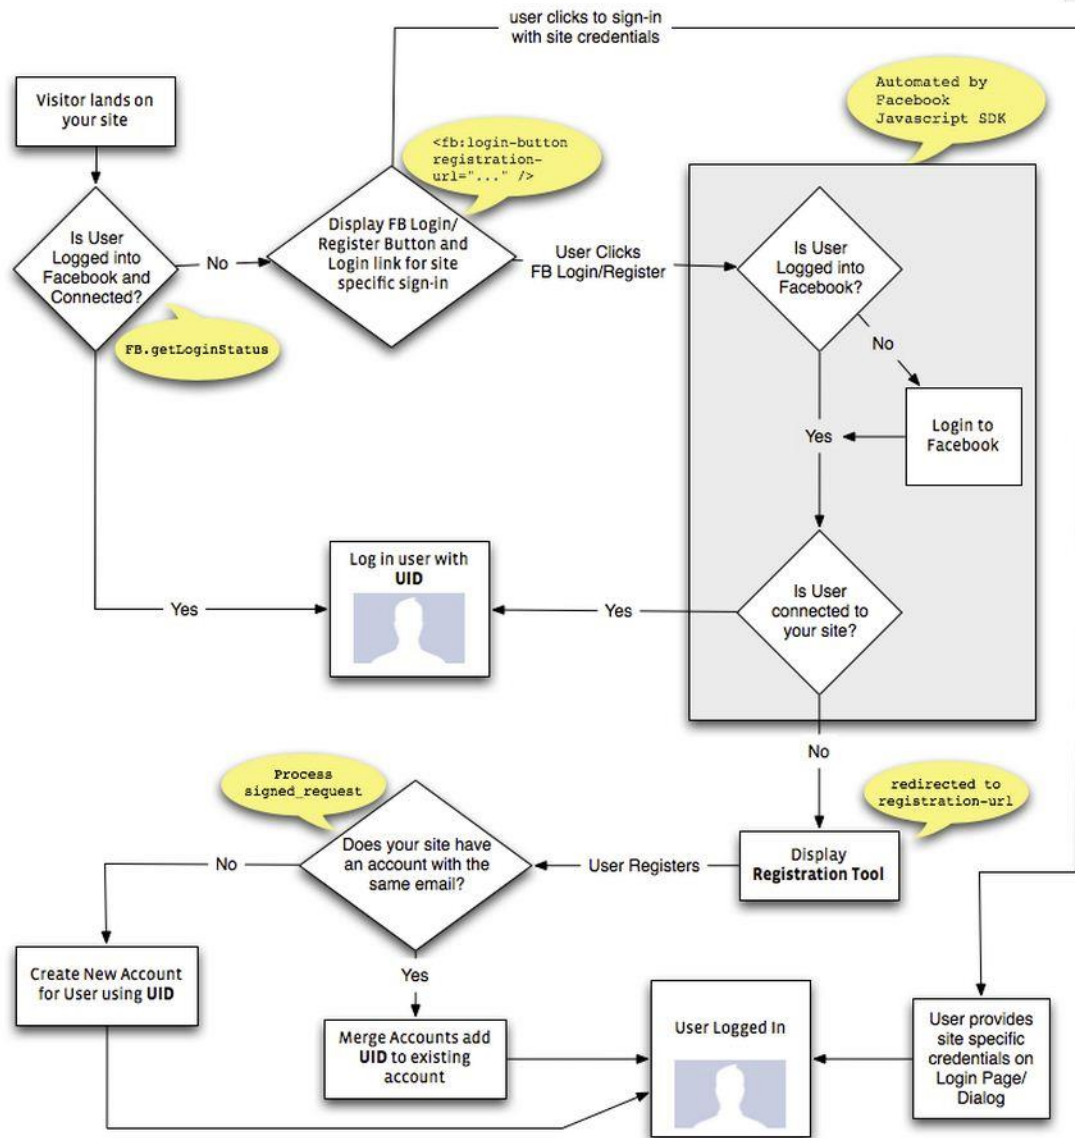 user clicks to sign-in
with site credentials
Visitor lands on
your site
Automated by
Facebook
Javascript SDK
<fb:login-button
registration-
url="..." />
Is User
Logged into
Facebook and
Connected?
No
Display FB Login/
Register Button and
Login link for site
specific sign-in
User Clicks
FB Login/Register
Is User
Logged into
Facebook?
FB.getLoginStatus
No
Login to
Facebook
Yes
Log in user with
UID
Yes
Yes
Is User
connected to
your site?
No
Process
signed_request
redirected to
registration-url
Does your site have
an account with the
same email?
No
User Registers
Display
Registration Tool
Create New Account
for User using UID
Yes
Merge Accounts add
UID to existing
account
User Logged In
User provides
site specific
credentials on
Login Page/
Dialog